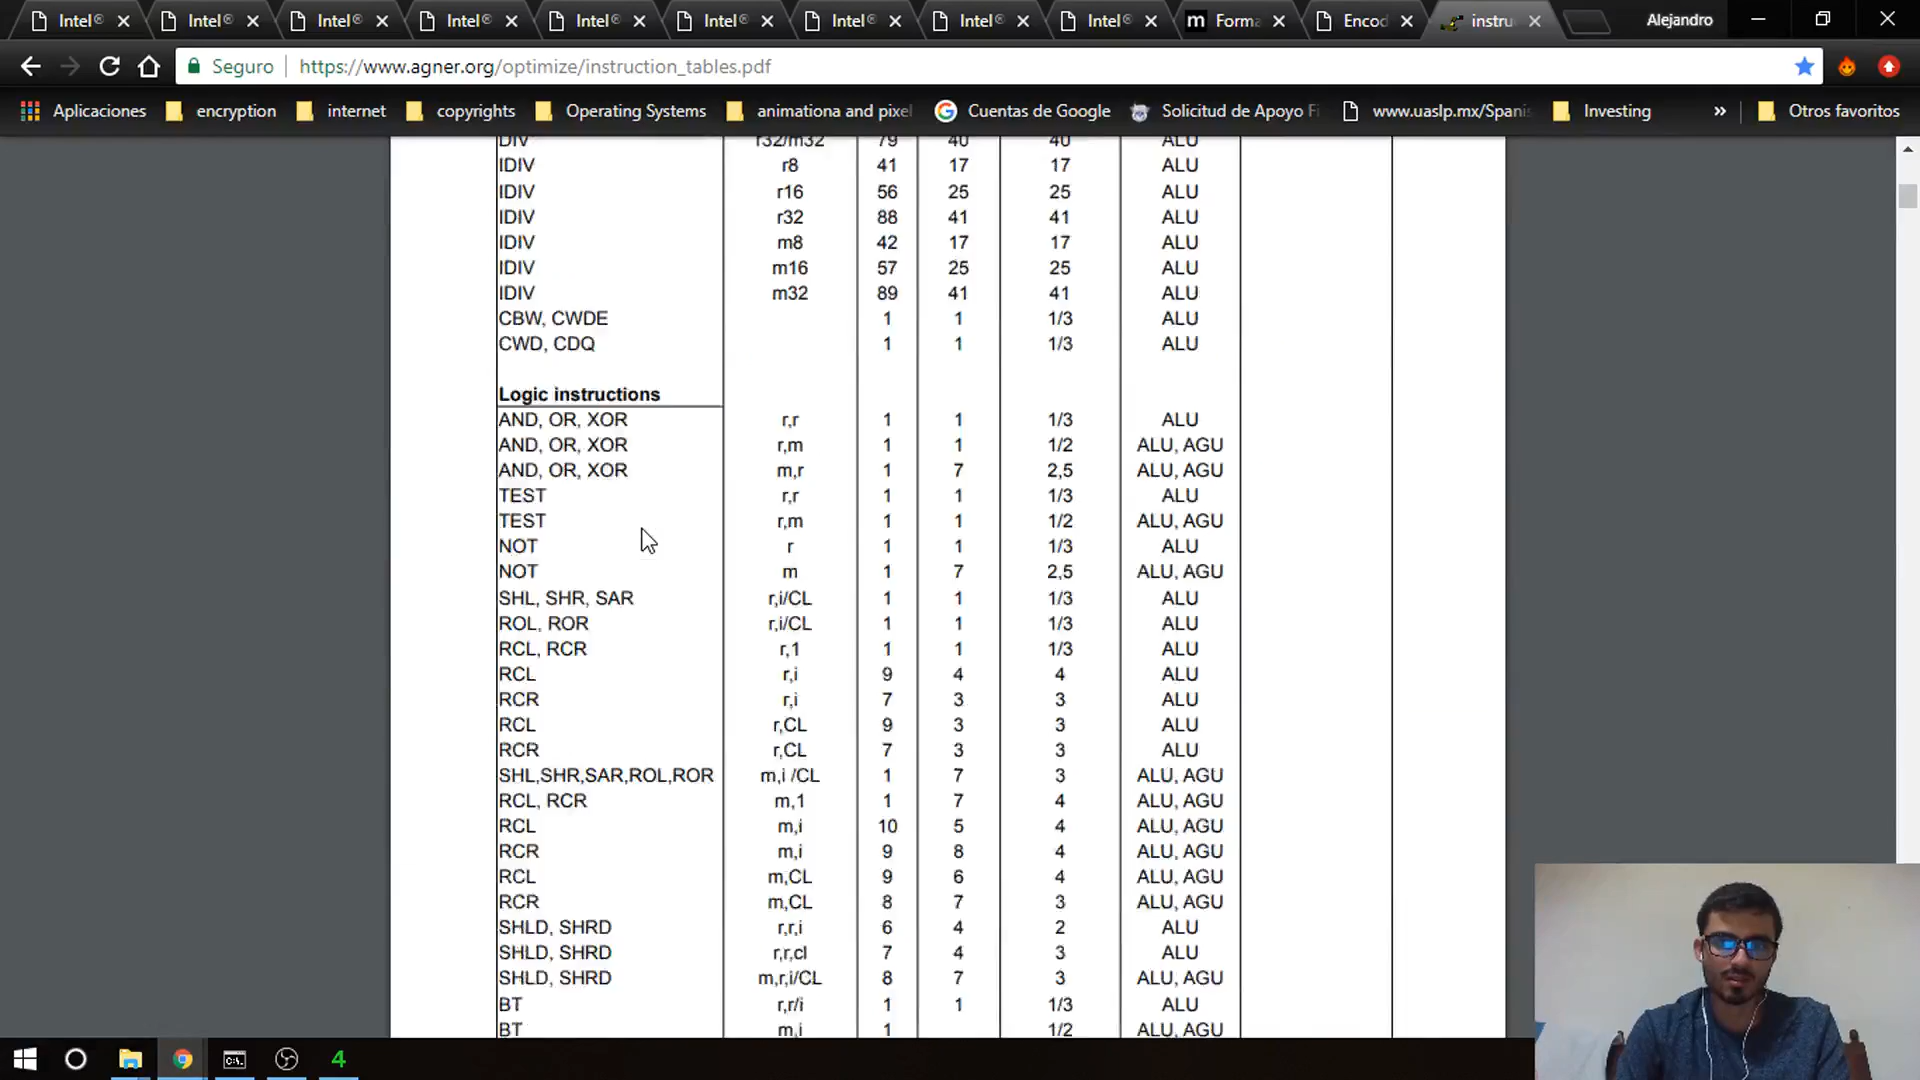 Intel® Intel® Intel® Intel® Intel® Intel® Intel® Intel® Intel® Forma Encod instru Alejandro
Seguro https://www.agner.org/optimize/instruction_tables.pdf
Aplicaciones encryption internet copyrights Operating Systems animationa and pixel Cuentas de Google Solicitud de Apoyo Fi www.uaslp.mx/Spani Investing » Otros favoritos
DIV r32/m32 79 40 40 ALU
IDIV r8 41 17 17 ALU
IDIV r16 56 25 25 ALU
IDIV r32 88 41 41 ALU
IDIV m8 42 17 17 ALU
IDIV m16 57 25 25 ALU
IDIV m32 89 41 41 ALU
CBW, CWDE 1 1 1/3 ALU
CWD, CDQ 1 1 1/3 ALU
Logic instructions
AND, OR, XOR r,r 1 1 1/3 ALU
AND, OR, XOR r,m 1 1 1/2 ALU, AGU
AND, OR, XOR m,r 1 7 2,5 ALU, AGU
TEST r,r 1 1 1/3 ALU
TEST r,m 1 1 1/2 ALU, AGU
NOT r 1 1 1/3 ALU
NOT m 1 7 2,5 ALU, AGU
SHL, SHR, SAR r,i/CL 1 1 1/3 ALU
ROL, ROR r,i/CL 1 1 1/3 ALU
RCL, RCR r,1 1 1 1/3 ALU
RCL r,i 9 4 4 ALU
RCR r,i 7 3 3 ALU
RCL r,CL 9 3 3 ALU
RCR r,CL 7 3 3 ALU
SHL,SHR,SAR,ROL,ROR m,i /CL 1 7 3 ALU, AGU
RCL, RCR m,1 1 7 4 ALU, AGU
RCL m,i 10 5 4 ALU, AGU
RCR m,i 9 8 4 ALU, AGU
RCL m,CL 9 6 4 ALU, AGU
RCR m,CL 8 7 3 ALU, AGU
SHLD, SHRD r,r,i 6 4 2 ALU
SHLD, SHRD r,r,cl 7 4 3 ALU
SHLD, SHRD m,r,i/CL 8 7 3 ALU, AGU
BT r,r/i 1 1 1/3 ALU
BT m,i 1 1/2 ALU, AGU